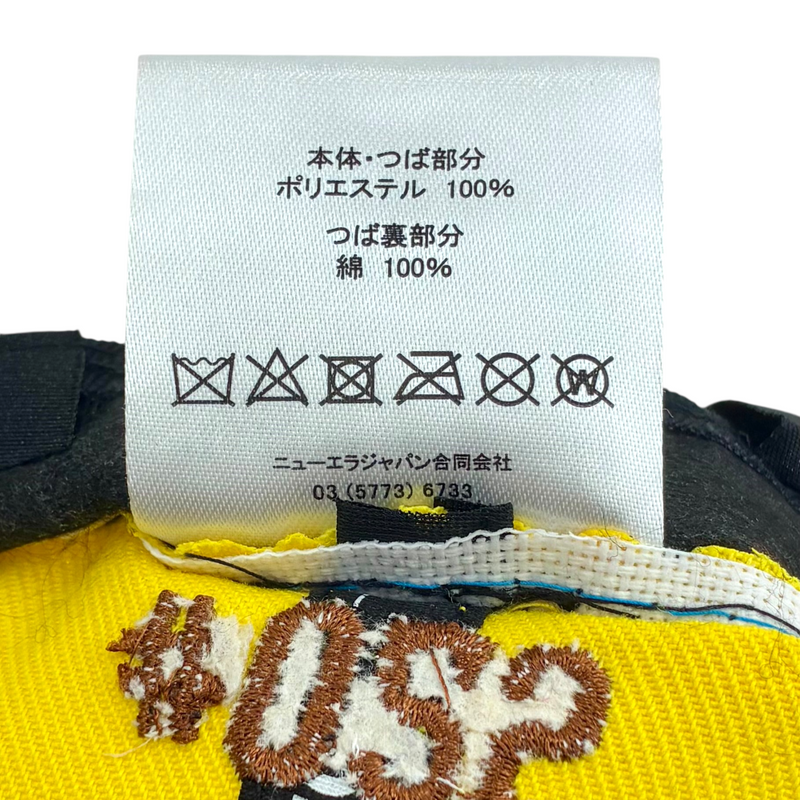 本体・つば部分
ポリエステル 100%
つば裏部分
綿 100%
W
ニューエラジャパン合同会社
03 (5773) 6733